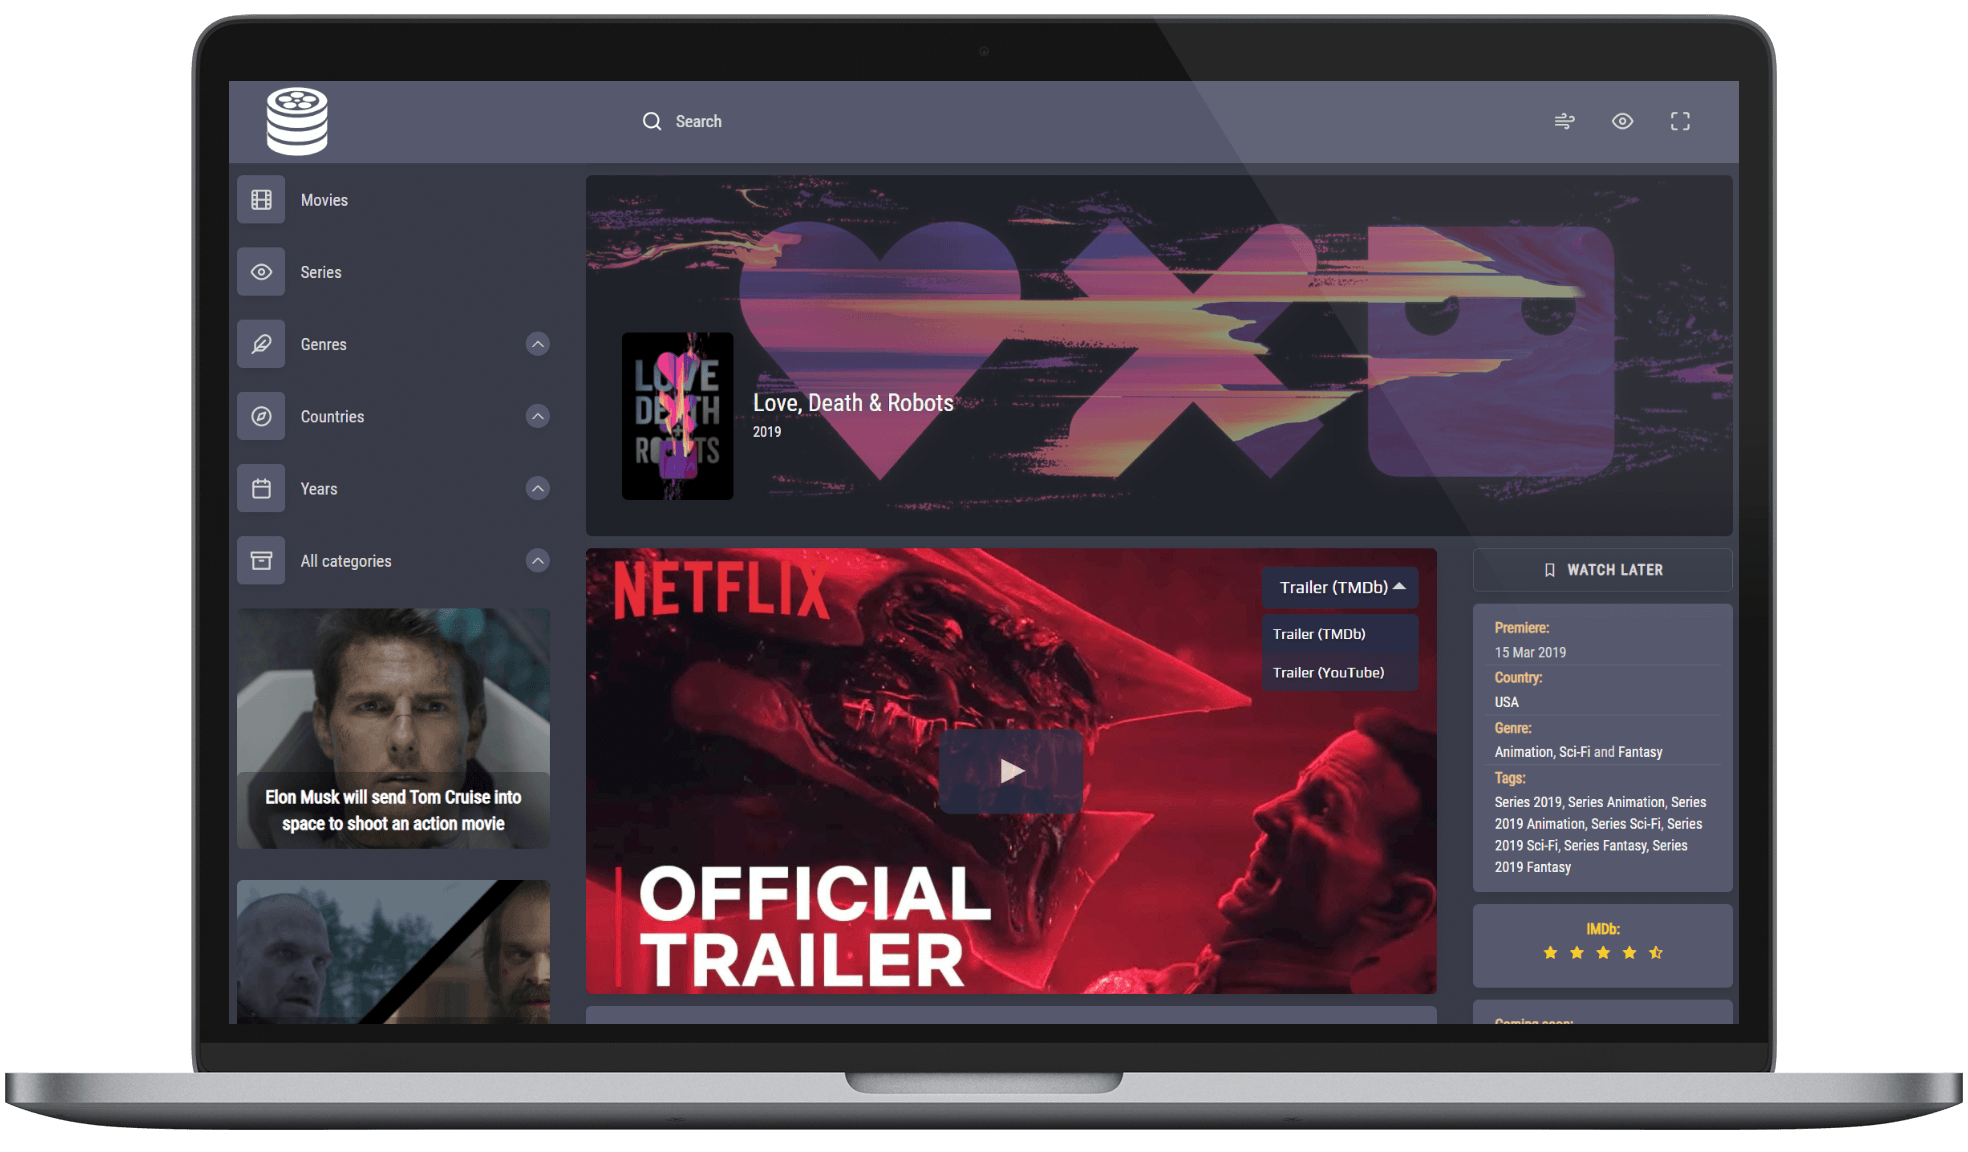 Search
Movies
Series
Genres
Countries
Years
All categories
Elon Musk will send Tom Cruise into
space to shoot an action movie
LOVE
DEATH
+
ROBOTS
Love, Death & Robots
2019
NETFLIX
Trailer (TMDb)
Trailer (TMDb)
Trailer (YouTube)
OFFICIAL
TRAILER
WATCH LATER
Premiere:
15 Mar 2019
Country:
USA
Genre:
Animation, Sci-Fi and Fantasy
Tags:
Series 2019, Series Animation, Series
2019 Animation, Series Sci-Fi, Series
2019 Sci-Fi, Series Fantasy, Series
2019 Fantasy
IMDb:
Coming soon: